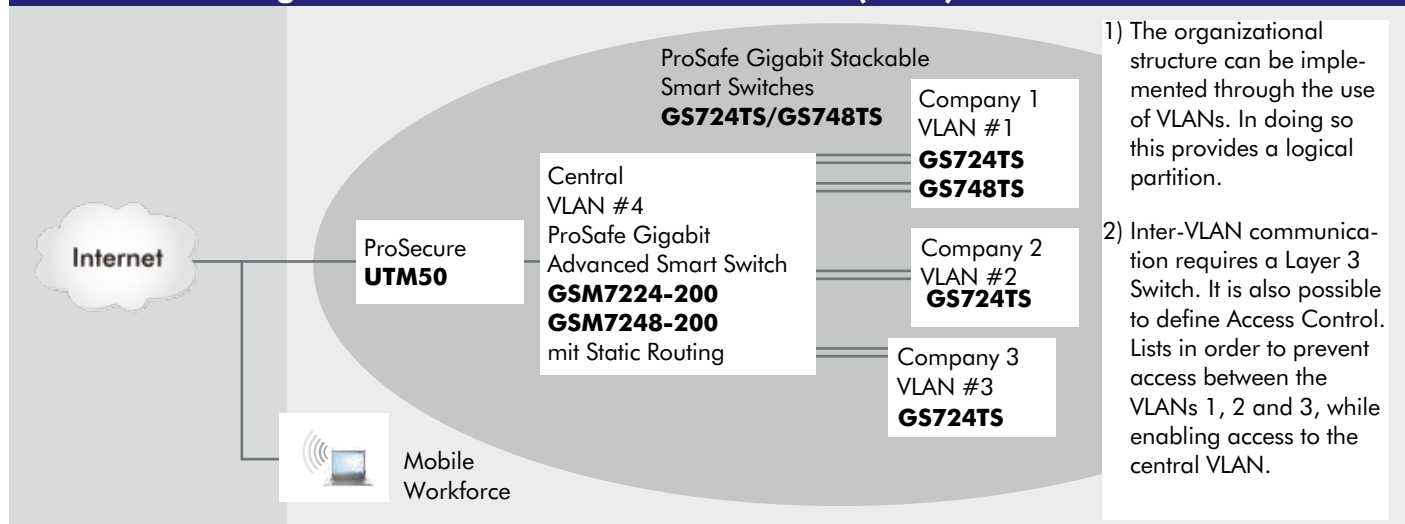 ProSafe Gigabit Stackable
Smart Switches
GS724TS/GS748TS
Company 1
VLAN #1
GS724TS
GS748TS
Central
VLAN #4
ProSafe Gigabit
Advanced Smart Switch
GSM7224-200
GSM7248-200
mit Static Routing
Internet
ProSecure
UTM50
Company 2
VLAN #2
GS724TS
Company 3
VLAN #3
GS724TS
Mobile
Workforce
1) The organizational
structure can be imple-
mented through the use
of VLANs. In doing so
this provides a logical
partition.
2) Inter-VLAN communica-
tion requires a Layer 3
Switch. It is also possible
to define Access Control.
Lists in order to prevent
access between the
VLANs 1, 2 and 3, while
enabling access to the
central VLAN.